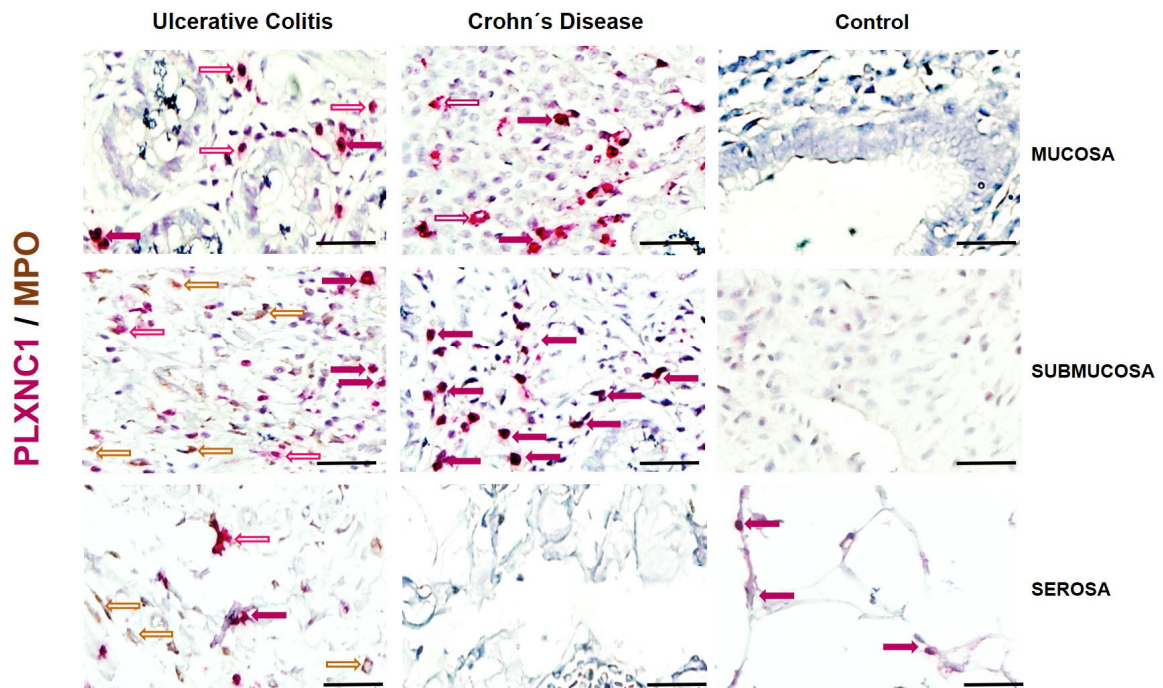 Ulcerative Colitis
Crohn´s Disease
Control
PLXNC1 / MPO
MUCOSA
SUBMUCOSA
SEROSA